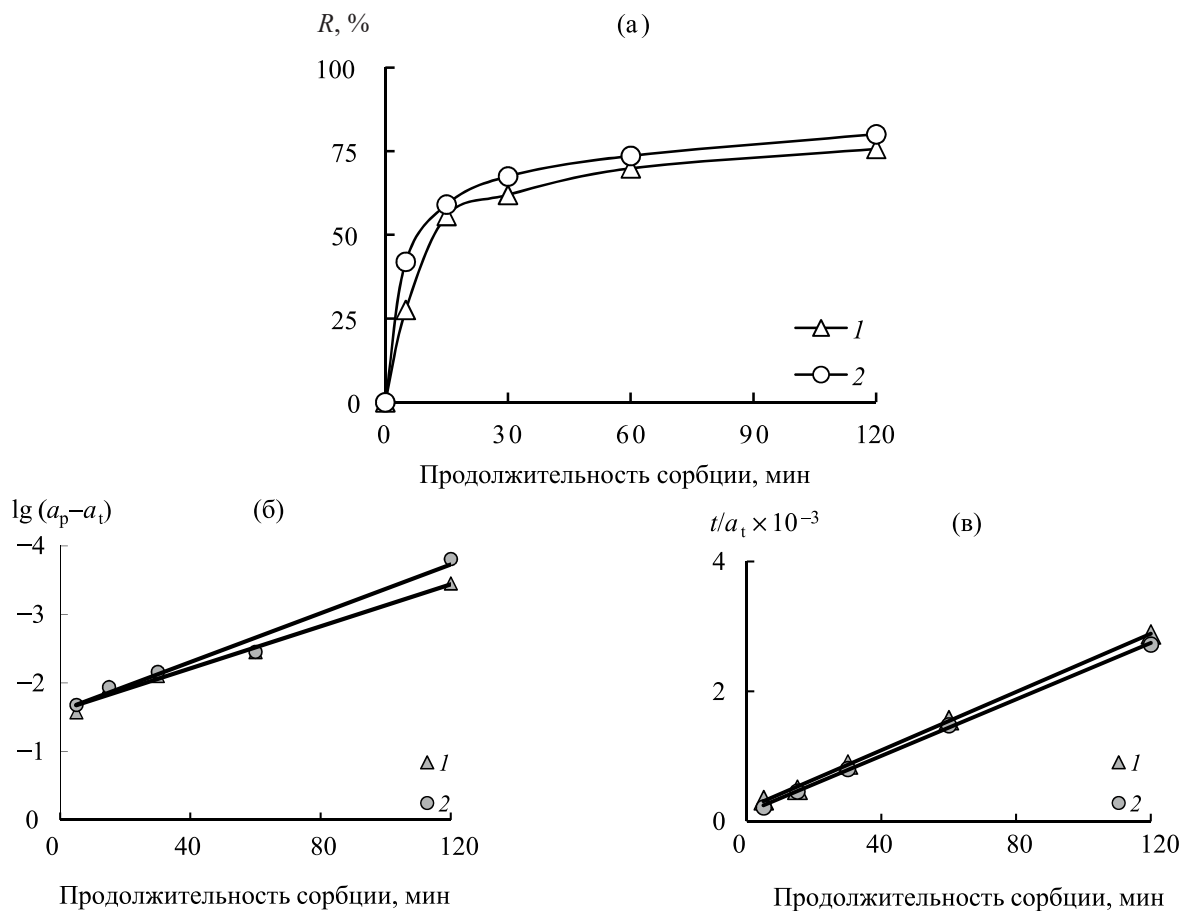 R, %
(а)
100
75
50
25
0
1
2
0 30 60 90 120
Продолжительность сорбции, мин
lg (aₚ−aₜ)
(б)
−4
−3
−2
−1
0
1
2
0 40 80 120
Продолжительность сорбции, мин
t/aₜ × 10⁻³
(в)
4
2
0
1
2
0 40 80 120
Продолжительность сорбции, мин